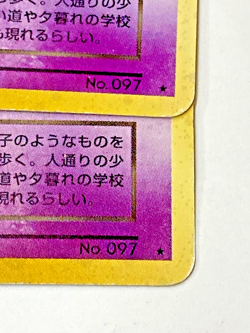 歩く。人通りの少
い道や夕暮れの学校
も現れるらしい。
No. 097
★
子のようなものを
歩く。人通りの少
道や夕暮れの学校
現れるらしい。
No. 097
★